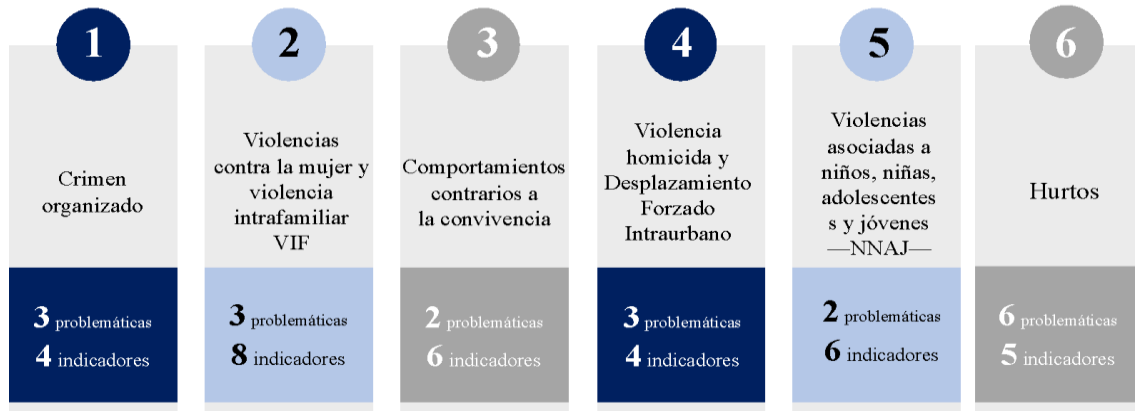 1
Crimen
organizado
3 problemáticas
4 indicadores
2
Violencias
contra la mujer y
violencia
intrafamiliar
VIF
3 problemáticas
8 indicadores
3
Comportamientos
contrarios a
la convivencia
2 problemáticas
6 indicadores
4
Violencia
homicida y
Desplazamiento
Forzado
Intraurbano
3 problemáticas
4 indicadores
5
Violencias
asociadas a
niños, niñas,
adolescentes
s y jóvenes
—NNAJ—
2 problemáticas
6 indicadores
6
Hurtos
6 problemáticas
5 indicadores